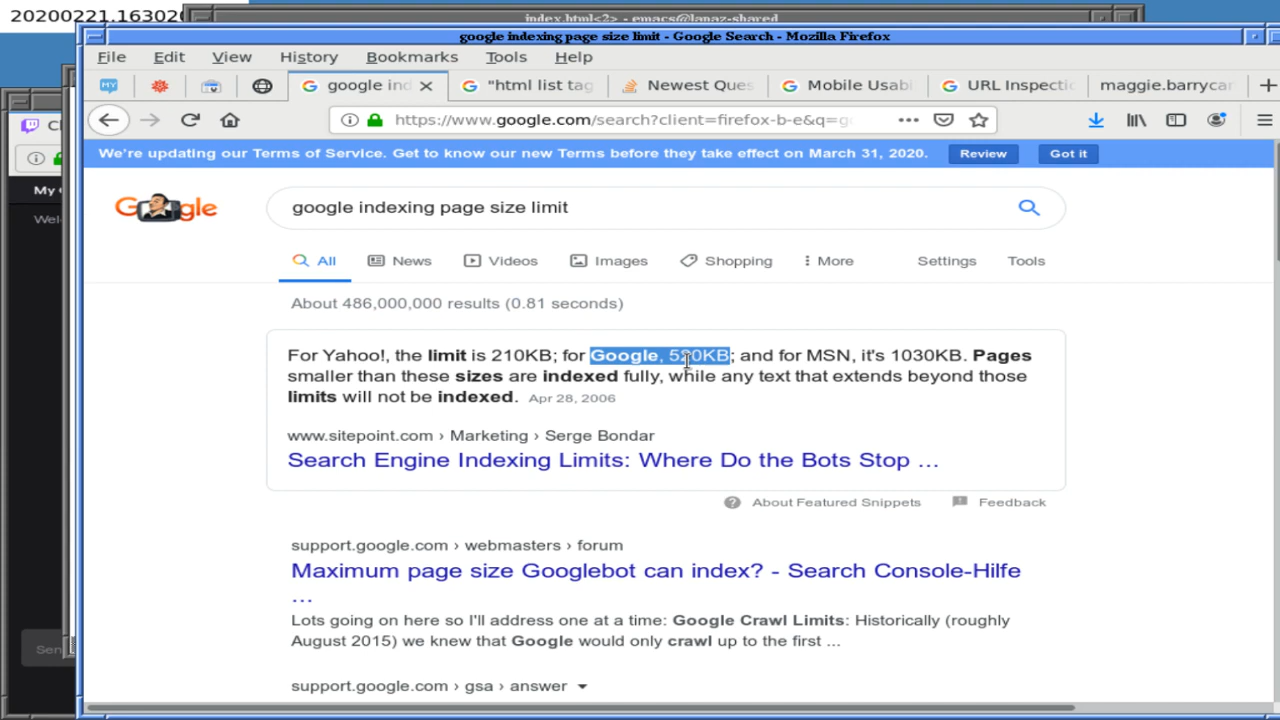 20200221.16302
index.html<2> - emacs@lanaz-shared
google indexing page size limit - Google Search - Mozilla Firefox
File Edit View History Bookmarks Tools Help
google ind "html list tag Newest Ques Mobile Usabi URL Inspectic maggie.barrycar
https://www.google.com/search?client=firefox-b-e&q=g
We're updating our Terms of Service. Get to know our new Terms before they take effect on March 31, 2020. Review Got it
My
Wel
google indexing page size limit
All News Videos Images Shopping More Settings Tools
About 486,000,000 results (0.81 seconds)
For Yahoo!, the limit is 210KB; for Google, 520KB; and for MSN, it's 1030KB. Pages
smaller than these sizes are indexed fully, while any text that extends beyond those
limits will not be indexed. Apr 28, 2006
www.sitepoint.com › Marketing › Serge Bondar
Search Engine Indexing Limits: Where Do the Bots Stop ...
About Featured Snippets Feedback
support.google.com › webmasters › forum
Maximum page size Googlebot can index? - Search Console-Hilfe
...
Lots going on here so I'll address one at a time: Google Crawl Limits: Historically (roughly
August 2015) we knew that Google would only crawl up to the first ...
Sen
support.google.com › gsa › answer